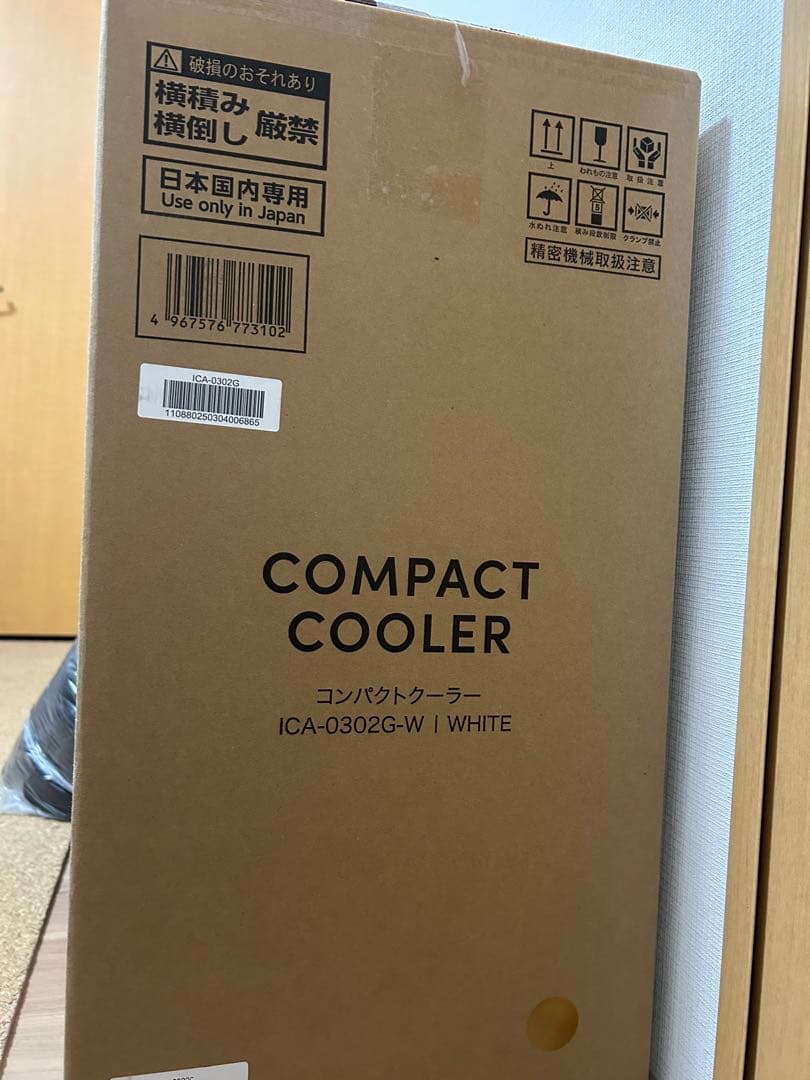 破損のおそれあり
横積み
横倒し 厳禁
日本国内専用
Use only in Japan
4 967576 773102
ICA-0302G
110880250304006865
上 われもの注意 取扱注意
5
水ぬれ注意 積み段数制限 クランプ禁止
精密機械取扱注意
COMPACT
COOLER
コンパクトクーラー
ICA-0302G-W | WHITE